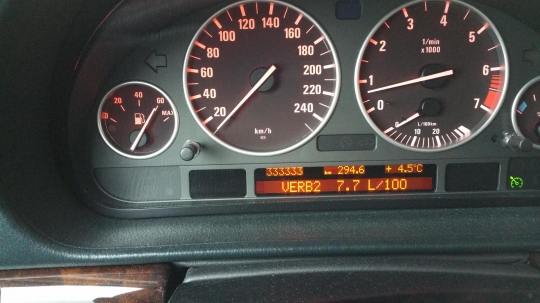 20 40 60
MAX
20 40 60 80 100 120 140 160 180 200 220 240
km/h
0 1 2 3 4 5 6 7
1/min
x 1000
L/100km
10 20
333333 294.6 + 4.5°C
VERB2 7.7 L/100